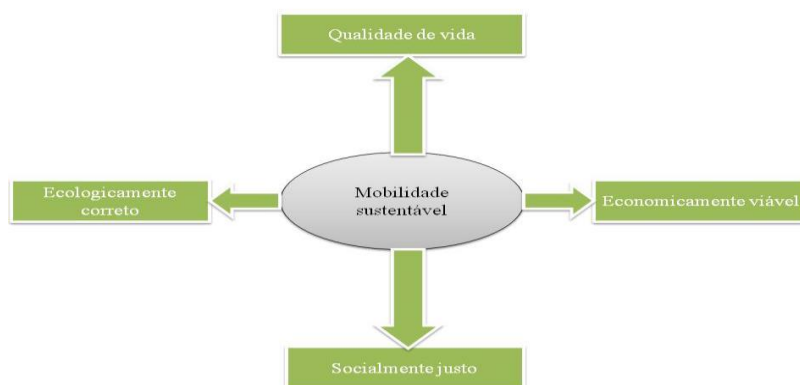 Qualidade de vida
Ecologicamente
correto
Mobilidade
sustentável
Economicamente viável
Socialmente justo